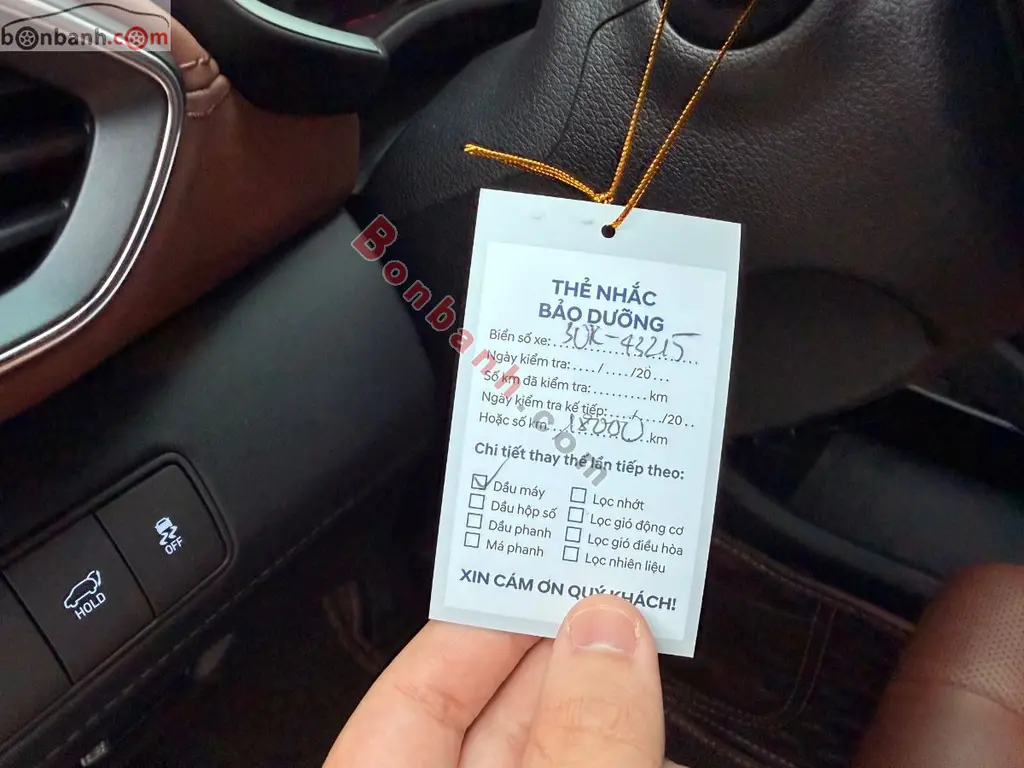 bonbanh.com
Bonbanh.com
THẺ NHẮC
BẢO DƯỠNG
Biển số xe: 30K-43215
Ngày kiểm tra:..../..../20...
Số km đã kiểm tra:..........km
Ngày kiểm tra kế tiếp:..../..../20..
Hoặc số km...18000...km
Chi tiết thay thế lần tiếp theo:
Dầu máy
Lọc nhớt
Dầu hộp số
Lọc gió động cơ
Dầu phanh
Lọc gió điều hòa
Má phanh
Lọc nhiên liệu
XIN CÁM ƠN QUÝ KHÁCH!
OFF
HOLD